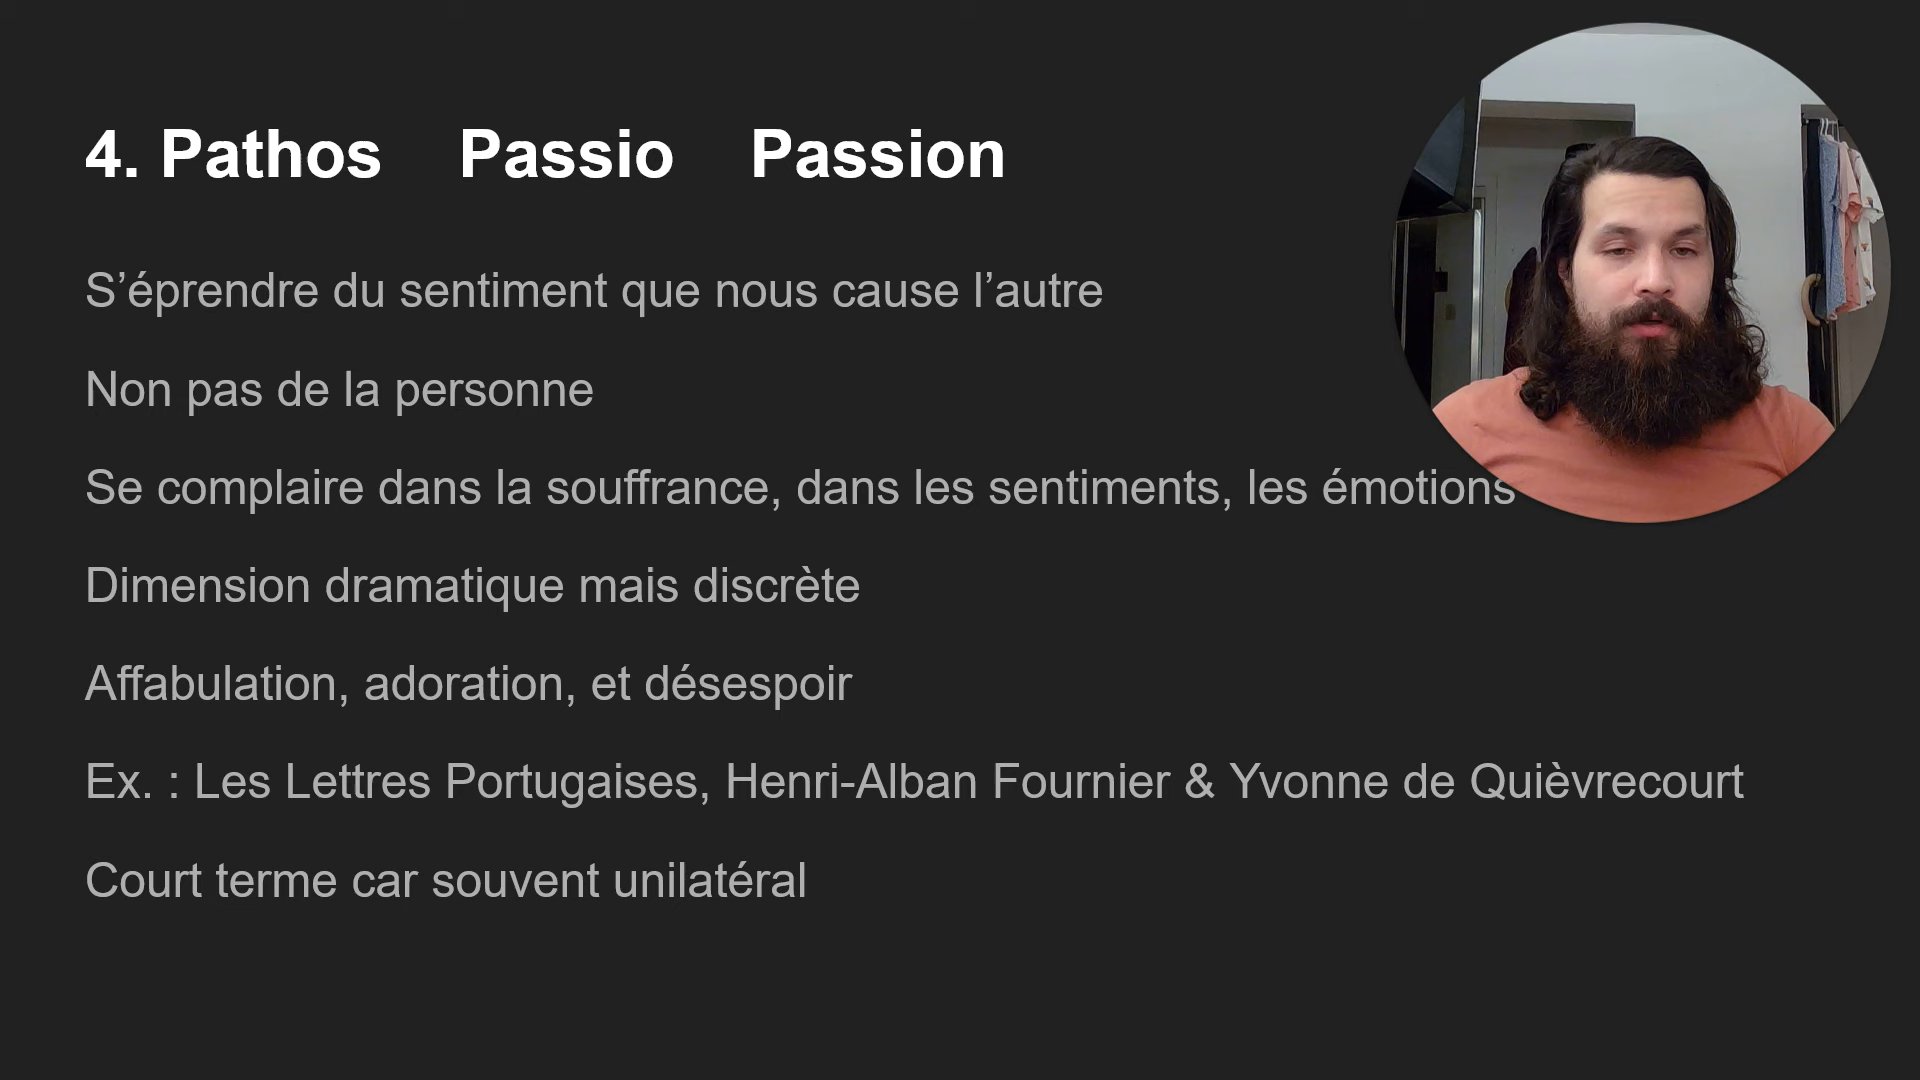 4. Pathos Passio Passion
S’éprendre du sentiment que nous cause l’autre
Non pas de la personne
Se complaire dans la souffrance, dans les sentiments, les émotions
Dimension dramatique mais discrète
Affabulation, adoration, et désespoir
Ex. : Les Lettres Portugaises, Henri-Alban Fournier & Yvonne de Quièvrecourt
Court terme car souvent unilatéral